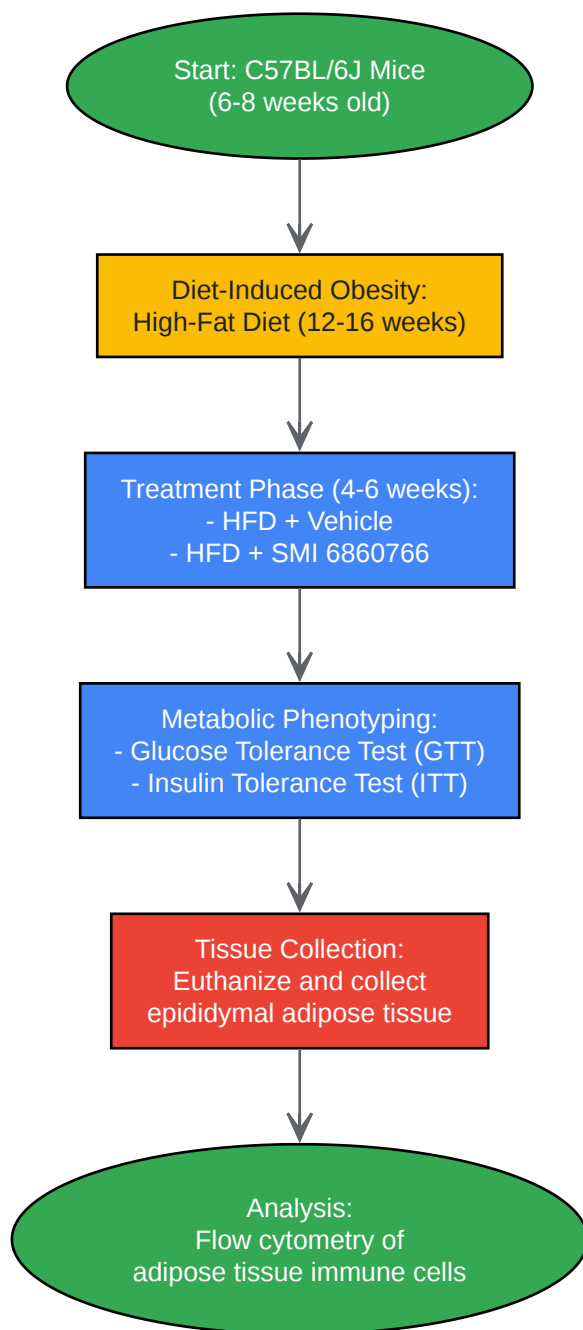 Start: C57BL/6J Mice
(6-8 weeks old)
Diet-Induced Obesity:
High-Fat Diet (12-16 weeks)
Treatment Phase (4-6 weeks):
- HFD + Vehicle
- HFD + SMI 6860766
Metabolic Phenotyping:
- Glucose Tolerance Test (GTT)
- Insulin Tolerance Test (ITT)
Tissue Collection:
Euthanize and collect
epididymal adipose tissue
Analysis:
Flow cytometry of
adipose tissue immune cells